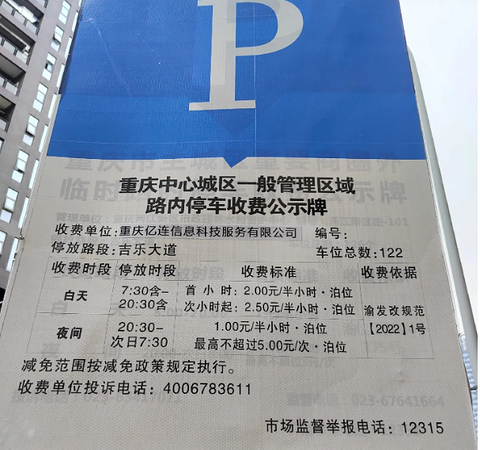 P
重庆中心城区一般管理区域
路内停车收费公示牌
收费单位:重庆亿连信息科技服务有限公司 编号:
停放路段:吉乐大道 车位总数:122
收费时段 停放时段 收费标准 收费依据
白天 7:30含-20:30含 首小时:2.00元/半小时·泊位
次小时起:2.50元/半小时·泊位
夜间 20:30-次日7:30 1.00元/半小时·泊位
最高不超过5.00元/次·泊位
渝发改规范【2022】1号
减免范围按减免政策规定执行。
收费单位投诉电话:4006783611
市场监督举报电话:12315